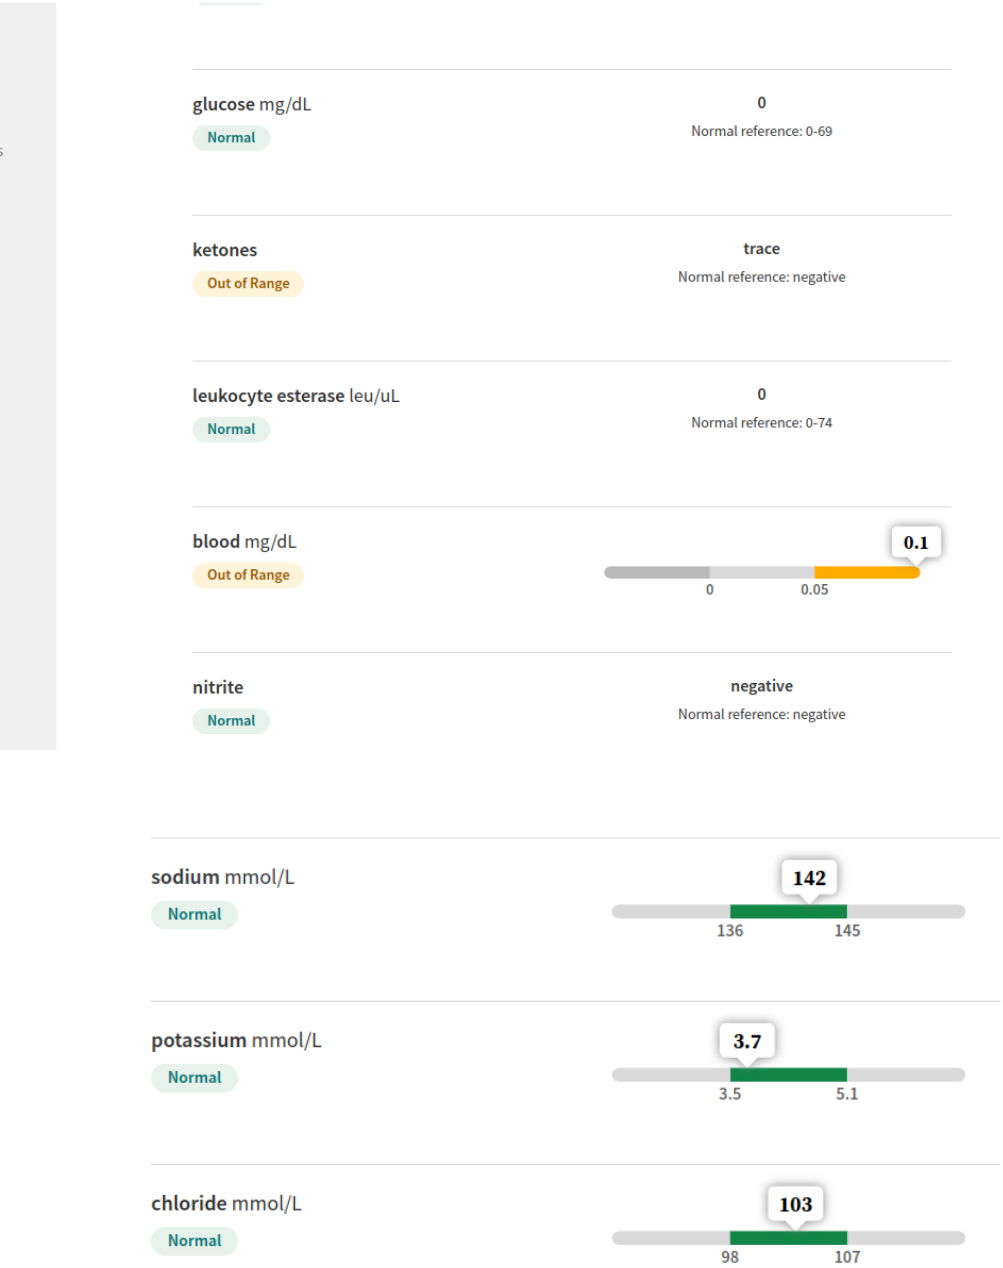 s
glucose mg/dL
0
Normal
Normal reference: 0-69
ketones
trace
Out of Range
Normal reference: negative
leukocyte esterase leu/uL
0
Normal
Normal reference: 0-74
blood mg/dL
0.1
Out of Range
0
0.05
nitrite
negative
Normal
Normal reference: negative
sodium mmol/L
142
Normal
136
145
potassium mmol/L
3.7
Normal
3.5
5.1
chloride mmol/L
103
Normal
98
107